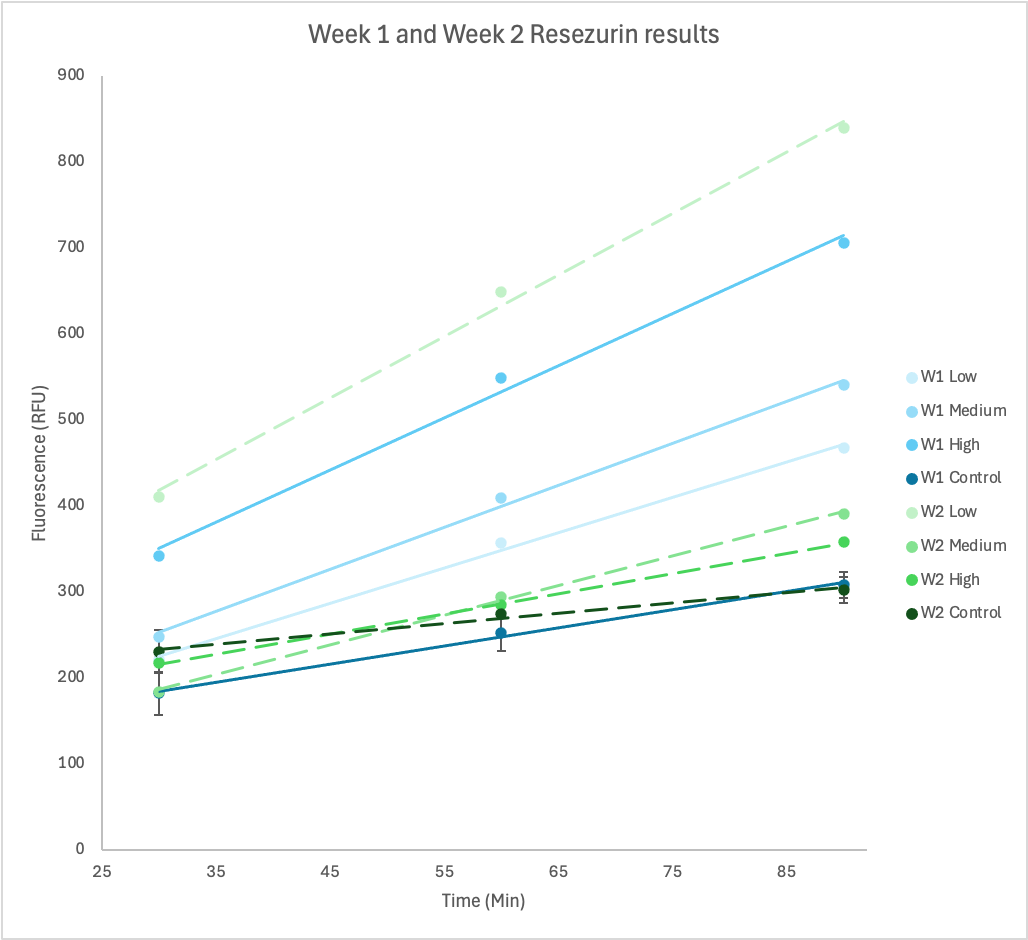 Week 1 and Week 2 Resezurin results
900
800
700
600
500
400
300
200
100
0
Fluorescence (RFU)
25 35 45 55 65 75 85
Time (Min)
W1 Low
W1 Medium
W1 High
W1 Control
W2 Low
W2 Medium
W2 High
W2 Control